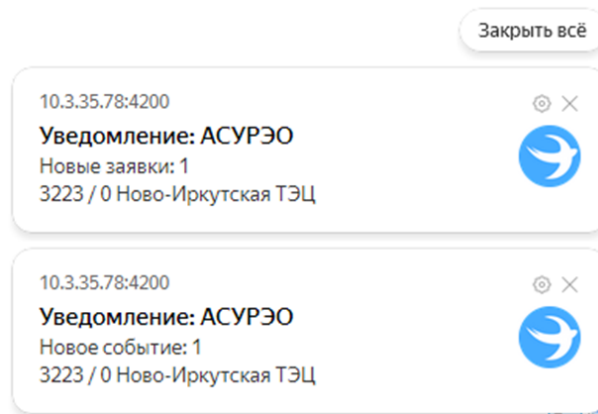 Закрыть всё
10.3.35.78:4200
Уведомление: АСУРЭО
Новые заявки: 1
3223 / 0 Ново-Иркутская ТЭЦ
10.3.35.78:4200
Уведомление: АСУРЭО
Новое событие: 1
3223 / 0 Ново-Иркутская ТЭЦ